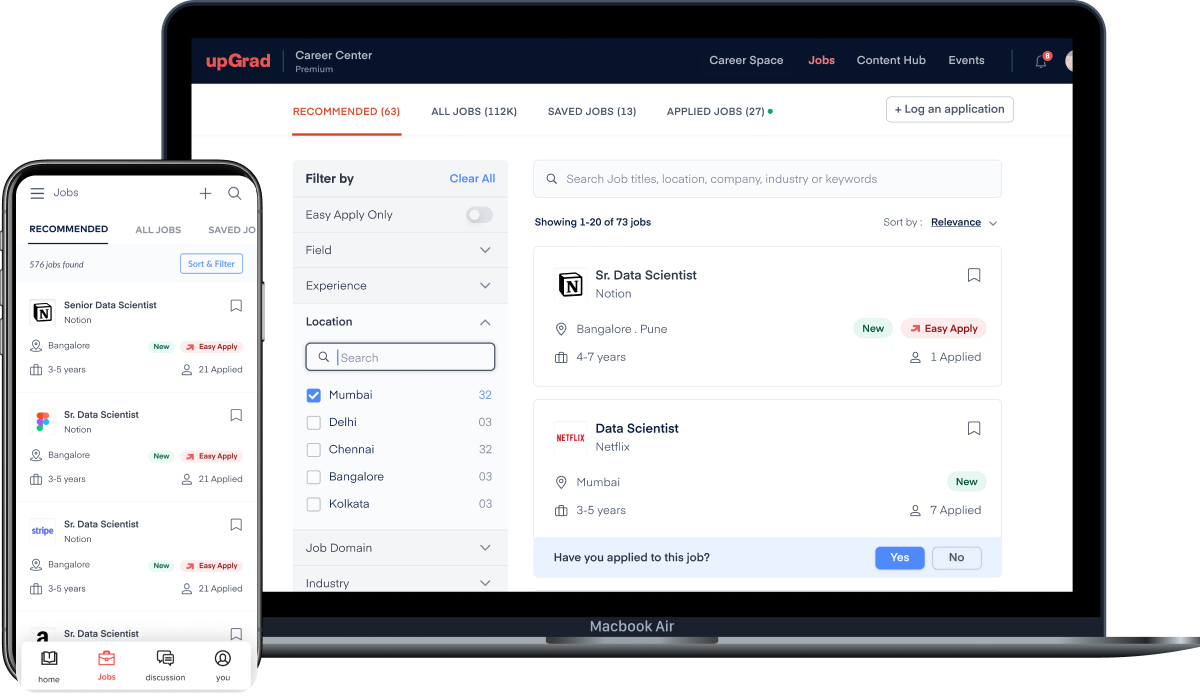 upGrad
Career Center
Premium
Career Space
Jobs
Content Hub
Events
8
RECOMMENDED (63)
ALL JOBS (112K)
SAVED JOBS (13)
APPLIED JOBS (27)
+ Log an application
Filter by
Clear All
Easy Apply Only
Field
Experience
Location
Search
Mumbai 32
Delhi 03
Chennai 32
Bangalore 03
Kolkata 03
Job Domain
Industry
Search Job titles, location, company, industry or keywords
Showing 1-20 of 73 jobs
Sort by : Relevance
N
Sr. Data Scientist
Notion
Bangalore . Pune
New
Easy Apply
4-7 years
1 Applied
NETFLIX
Data Scientist
Netflix
Mumbai
New
3-5 years
7 Applied
Have you applied to this job?
Yes
No
Macbook Air
Jobs
RECOMMENDED
ALL JOBS
SAVED JO
576 jobs found
Sort & Filter
N
Senior Data Scientist
Notion
Bangalore
New
Easy Apply
3-5 years
21 Applied
Sr. Data Scientist
Notion
Bangalore
New
Easy Apply
3-5 years
21 Applied
stripe
Sr. Data Scientist
Notion
Bangalore
New
Easy Apply
3-5 years
21 Applied
a
Sr. Data Scientist
home
Jobs
discussion
you